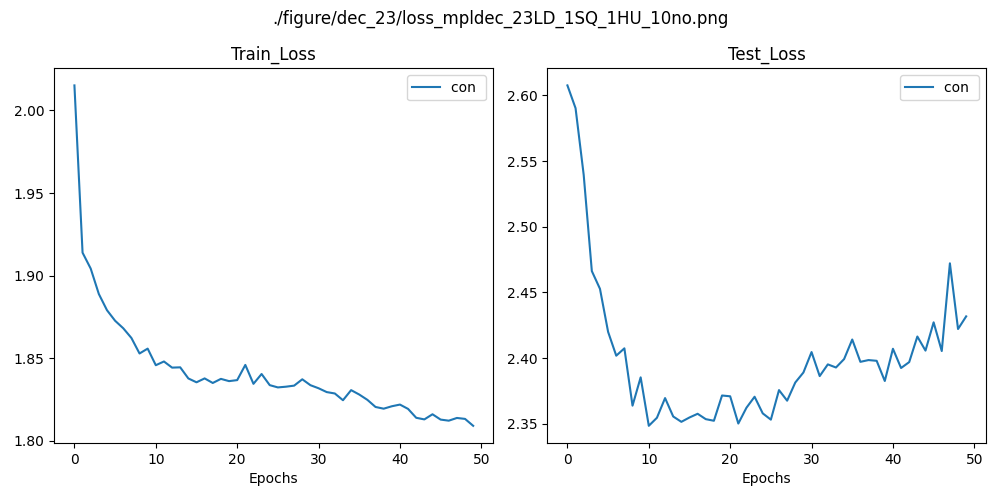 ./figure/dec_23/loss_mpldec_23LD_1SQ_1HU_10no.png
Train_Loss
con
2.00
1.95
1.90
1.85
1.80
0 10 20 30 40 50
Epochs
Test_Loss
con
2.60
2.55
2.50
2.45
2.40
2.35
0 10 20 30 40 50
Epochs